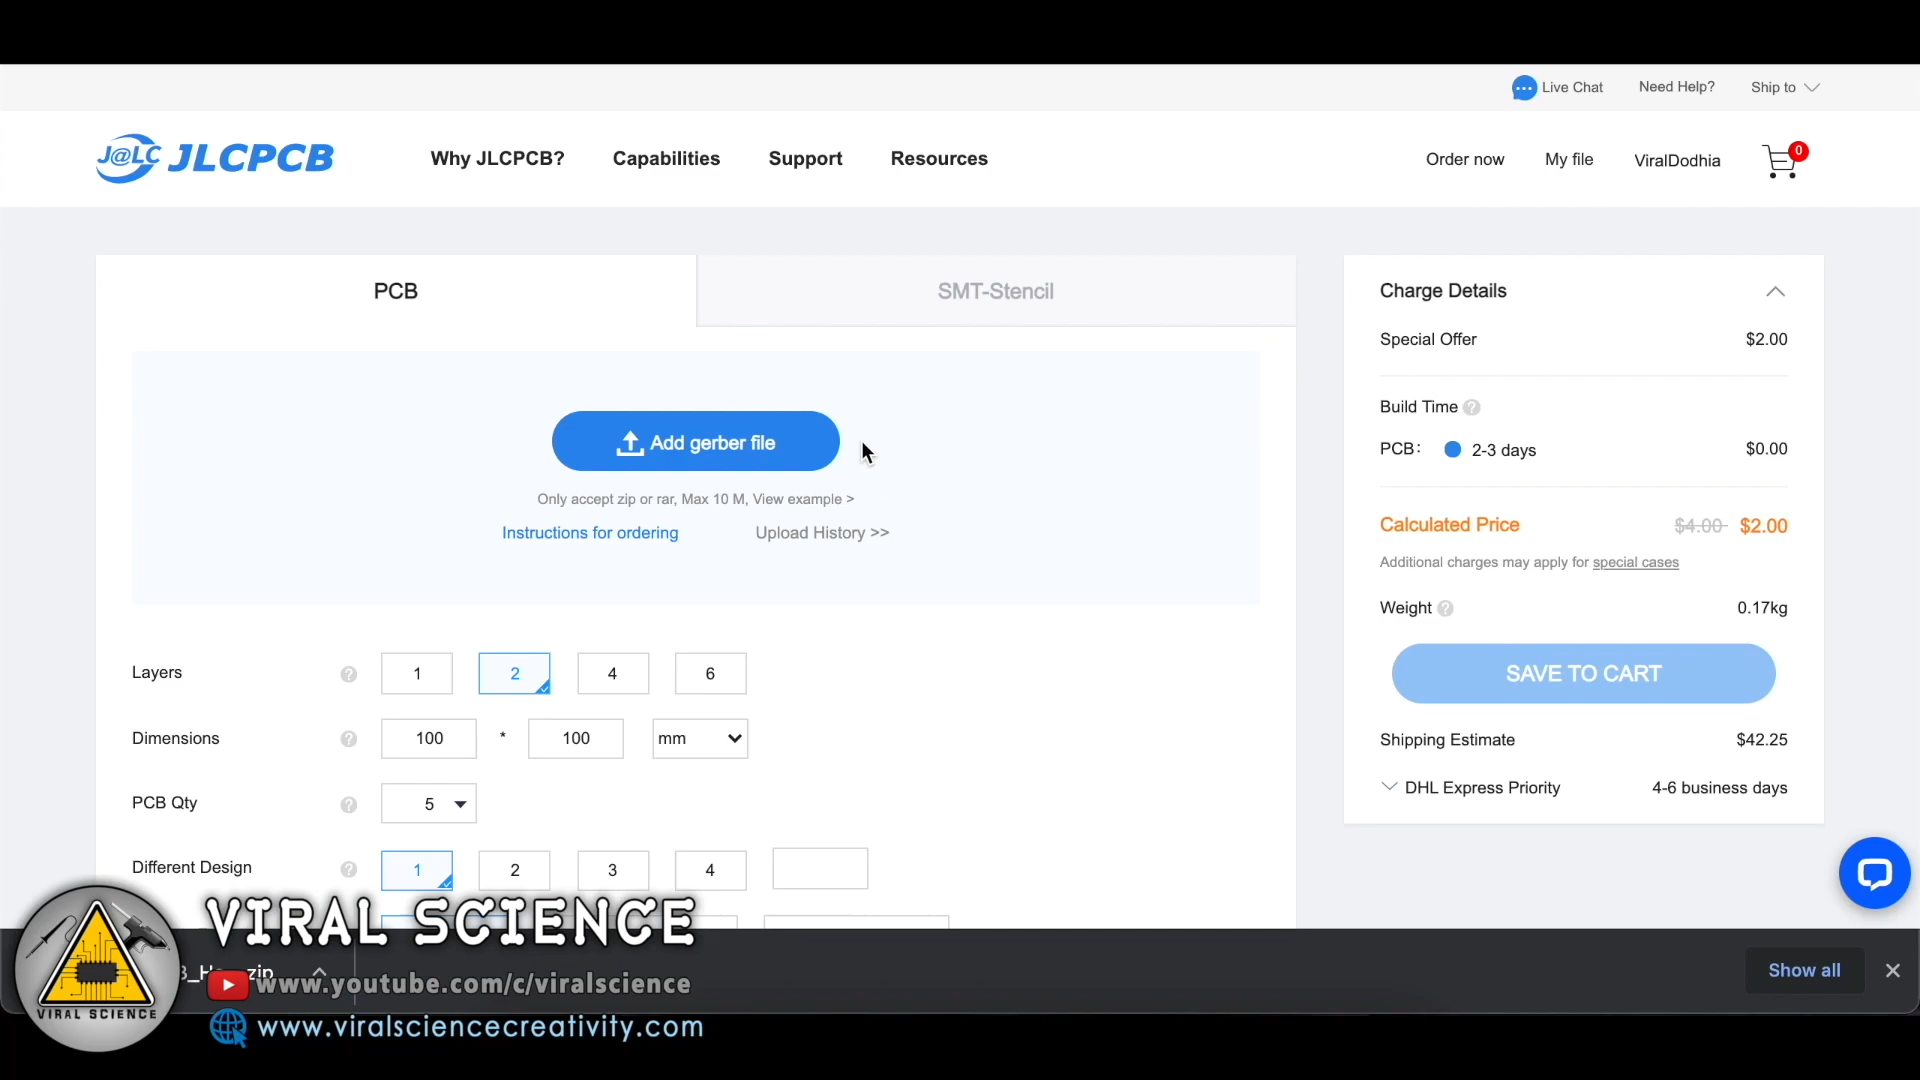 Live Chat
Need Help?
Ship to
J@LC JLCPCB
Why JLCPCB?
Capabilities
Support
Resources
Order now
My file
ViralDodhia
0
PCB
SMT-Stencil
Add gerber file
Only accept zip or rar, Max 10 M, View example >
Instructions for ordering
Upload History >>
Layers ? 1 2 4 6
Dimensions ? 100 * 100 mm
PCB Qty ? 5
Different Design ? 1 2 3 4
Charge Details
Special Offer $2.00
Build Time ?
PCB: 2-3 days $0.00
Calculated Price $4.00 $2.00
Additional charges may apply for special cases
Weight ? 0.17kg
SAVE TO CART
Shipping Estimate $42.25
DHL Express Priority 4-6 business days
VIRAL SCIENCE
www.youtube.com/c/viralscience
www.viralsciencecreativity.com
VIRAL SCIENCE
Show all